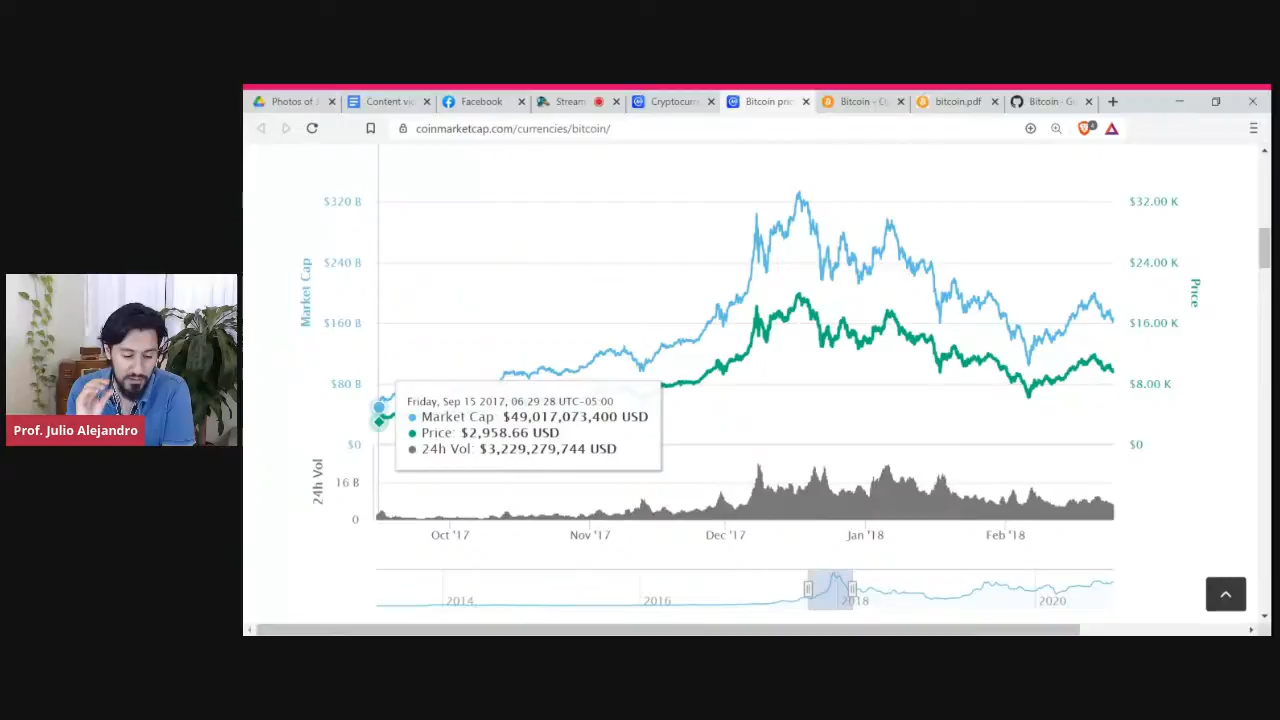 Photos of J
Content vic
Facebook
Stream
Cryptocurr
Bitcoin pric
Bitcoin - O
bitcoin.pdf
Bitcoin · G
coinmarketcap.com/currencies/bitcoin/
2
$320 B
$32.00 K
$240 B
$24.00 K
Market Cap
Price
$160 B
$16.00 K
$80 B
$8.00 K
Friday, Sep 15 2017, 06:29:28 UTC-05:00
Market Cap: $49,017,073,400 USD
Price: $2,958.66 USD
24h Vol: $3,229,279,744 USD
Prof. Julio Alejandro
$0
$0
24h Vol
16 B
0
Oct '17
Nov '17
Dec '17
Jan '18
Feb '18
2014
2016
2018
2020